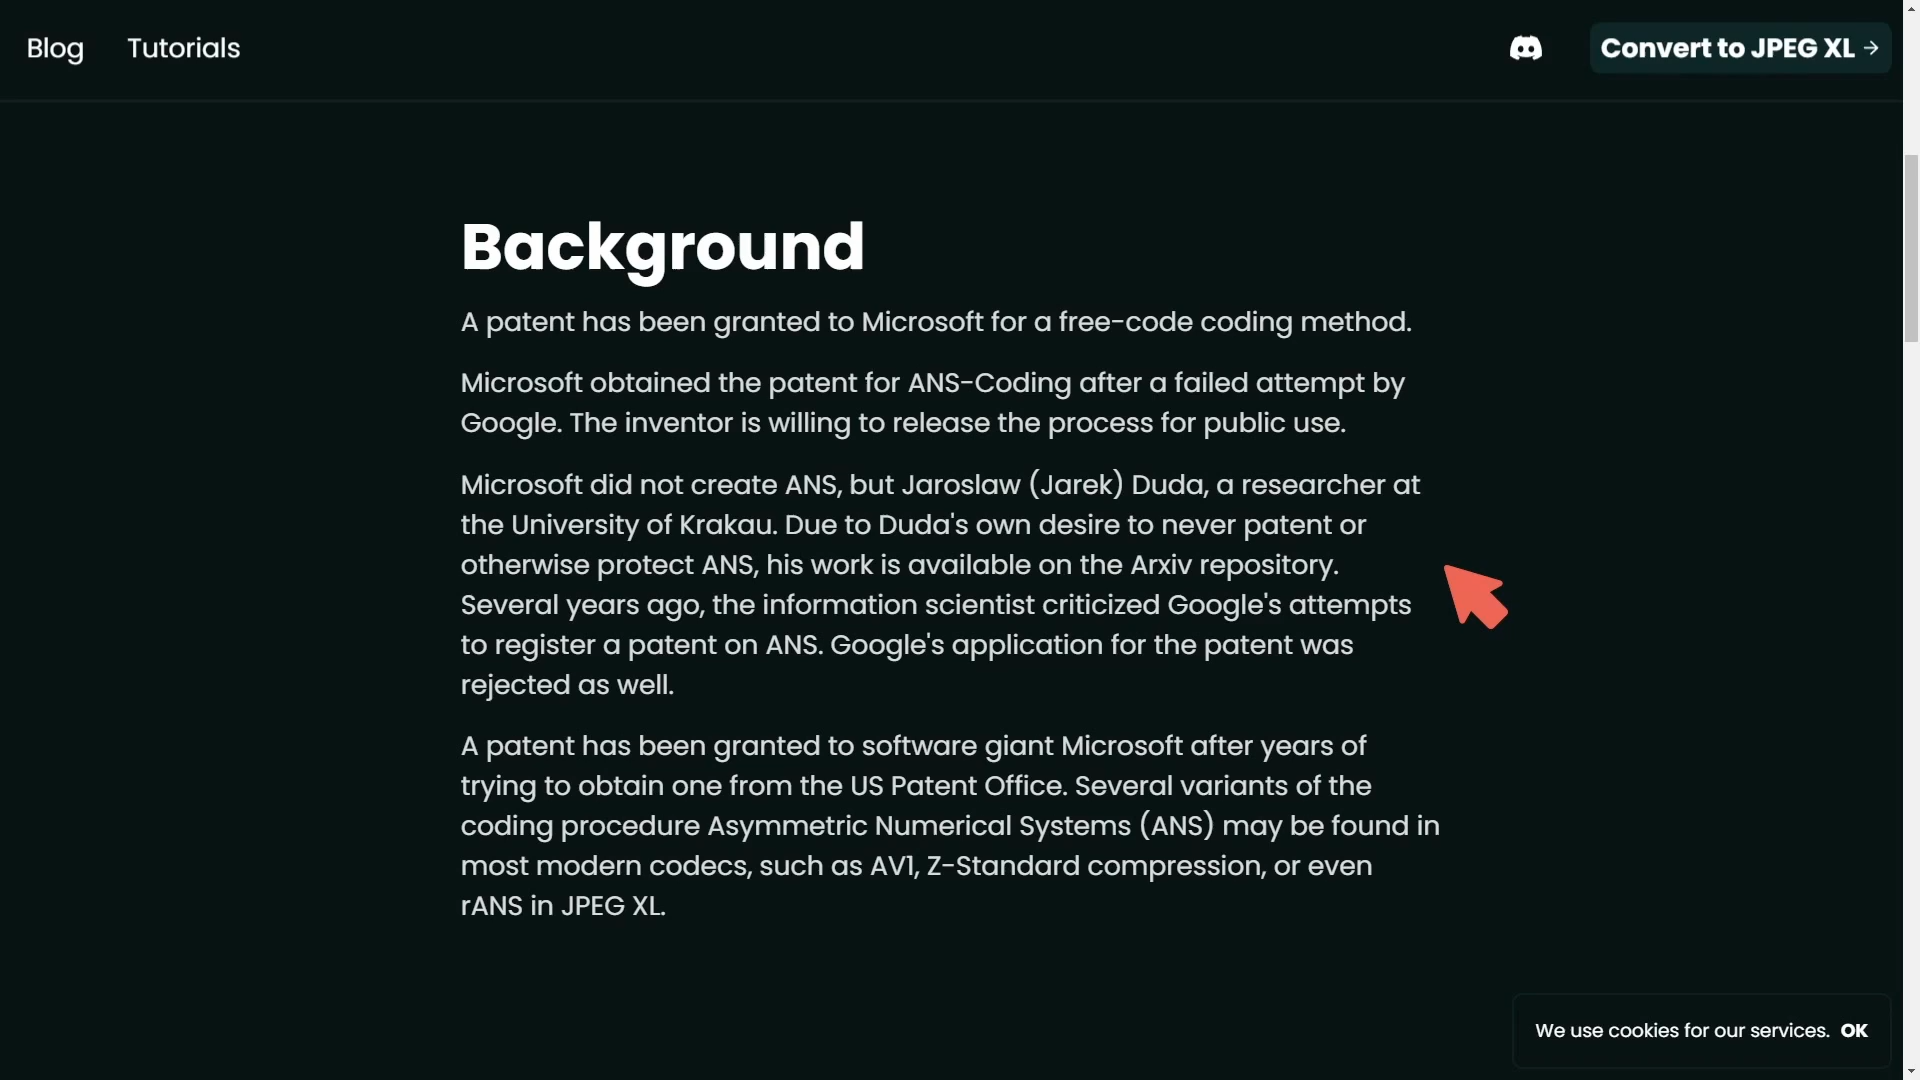 Blog
Tutorials
Convert to JPEG XL →
Background
A patent has been granted to Microsoft for a free-code coding method.
Microsoft obtained the patent for ANS-Coding after a failed attempt by
Google. The inventor is willing to release the process for public use.
Microsoft did not create ANS, but Jaroslaw (Jarek) Duda, a researcher at
the University of Krakau. Due to Duda's own desire to never patent or
otherwise protect ANS, his work is available on the Arxiv repository.
Several years ago, the information scientist criticized Google's attempts
to register a patent on ANS. Google's application for the patent was
rejected as well.
A patent has been granted to software giant Microsoft after years of
trying to obtain one from the US Patent Office. Several variants of the
coding procedure Asymmetric Numerical Systems (ANS) may be found in
most modern codecs, such as AV1, Z-Standard compression, or even
rANS in JPEG XL.
We use cookies for our services. OK